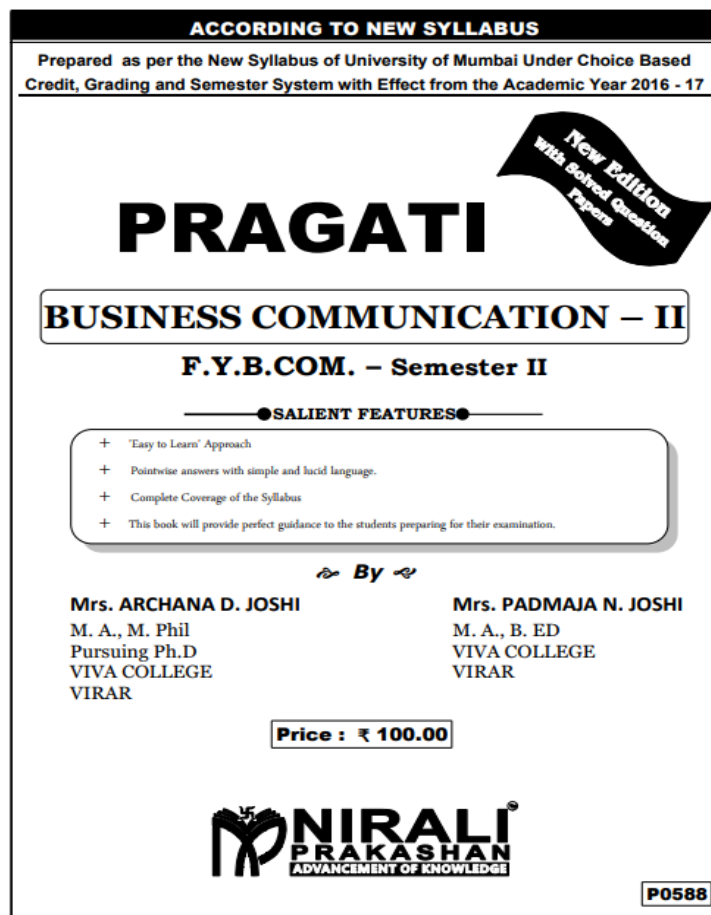 ACCORDING TO NEW SYLLABUS
Prepared as per the New Syllabus of University of Mumbai Under Choice Based
Credit, Grading and Semester System with Effect from the Academic Year 2016 - 17
New Edition
With Solved Question
Papers
PRAGATI
BUSINESS COMMUNICATION – II
F.Y.B.COM. – Semester II
SALIENT FEATURES
+ 'Easy to Learn' Approach
+ Pointwise answers with simple and lucid language.
+ Complete Coverage of the Syllabus
+ This book will provide perfect guidance to the students preparing for their examination.
By
Mrs. ARCHANA D. JOSHI
M. A., M. Phil
Pursuing Ph.D
VIVA COLLEGE
VIRAR
Mrs. PADMAJA N. JOSHI
M. A., B. ED
VIVA COLLEGE
VIRAR
Price : ₹ 100.00
NIRALI
PRAKASHAN
ADVANCEMENT OF KNOWLEDGE
P0588